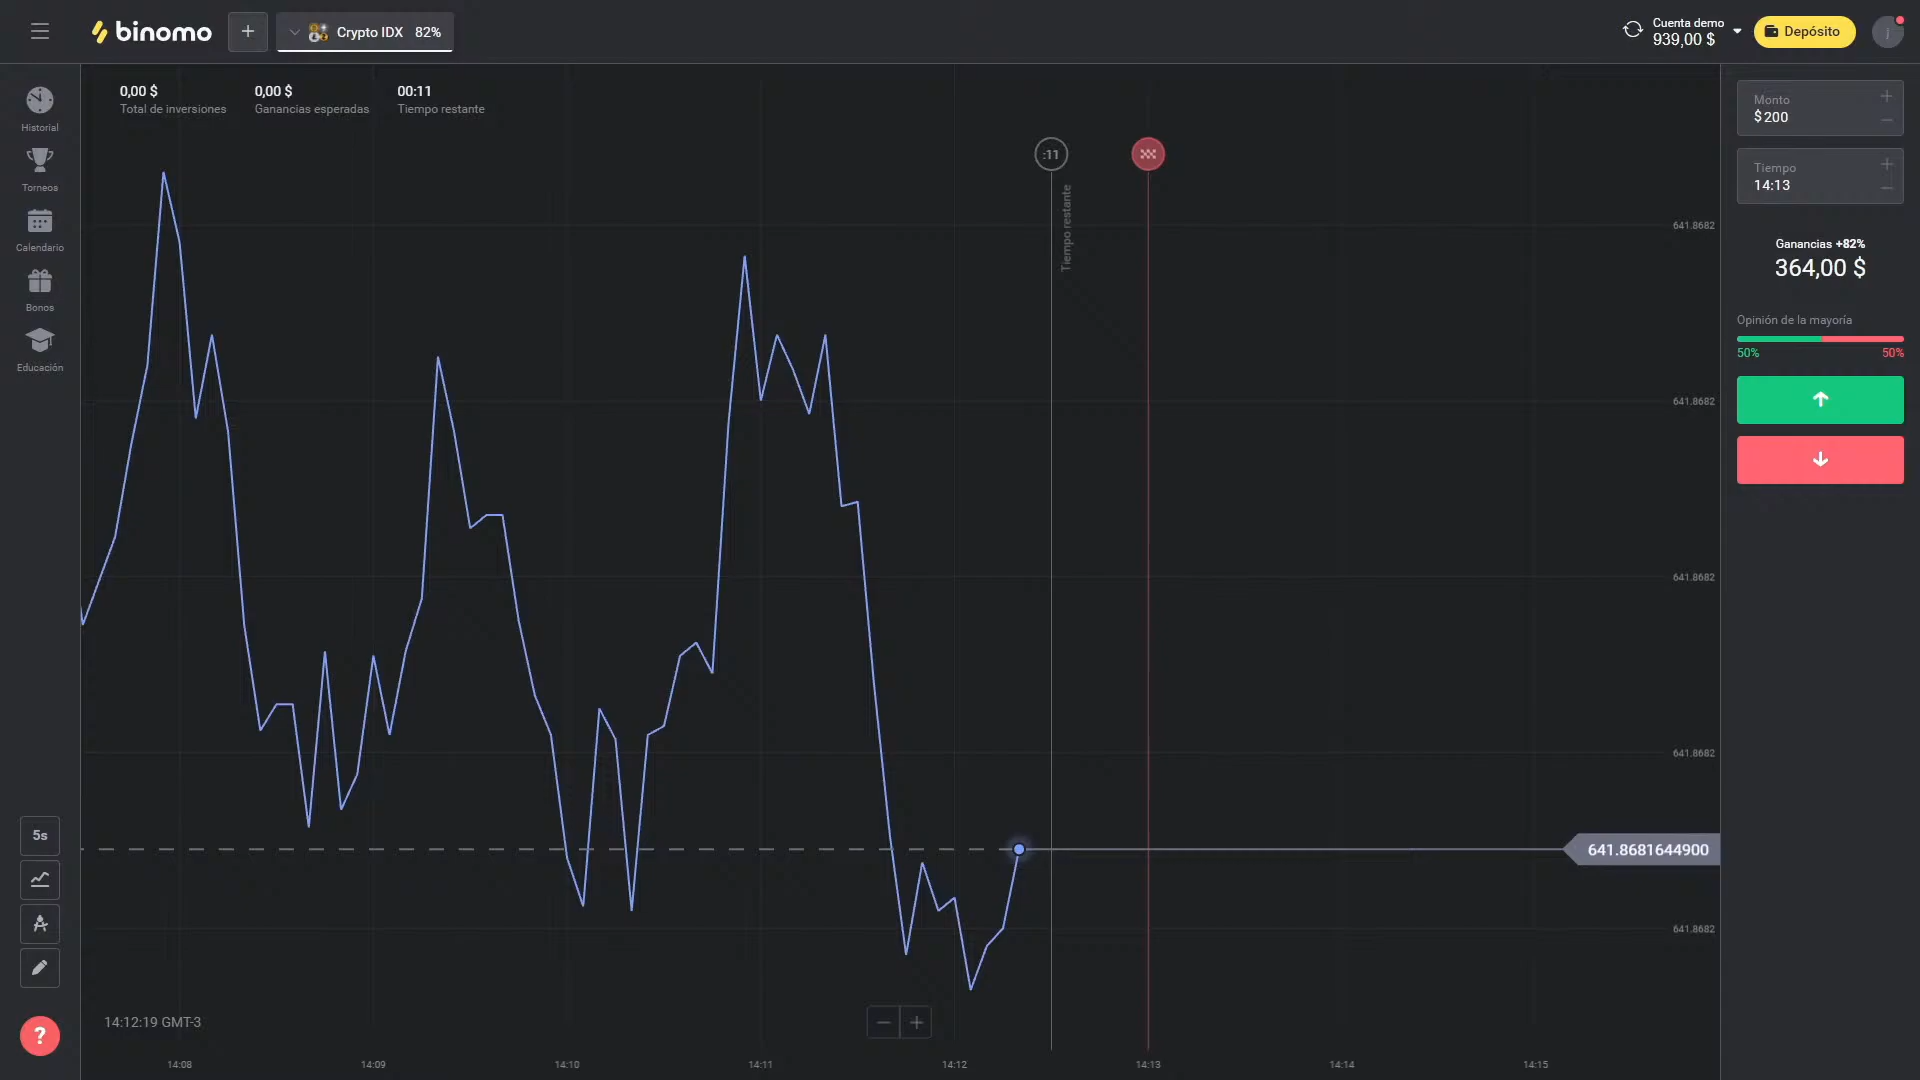 binomo
+
Crypto IDX 82%
Cuenta demo
939,00 $
Depósito
j
Historial
Torneos
Calendario
Bonos
Educación
0,00 $
Total de inversiones
0,00 $
Ganancias esperadas
00:11
Tiempo restante
:11
Tiempo restante
641.8682
641.8682
641.8682
641.8682
641.8681644900
641.8682
Monto
$ 200
+
−
Tiempo
14:13
+
−
Ganancias +82%
364,00 $
Opinión de la mayoría
50%
50%
5s
?
14:12:19 GMT-3
− +
14:08
14:09
14:10
14:11
14:12
14:13
14:14
14:15